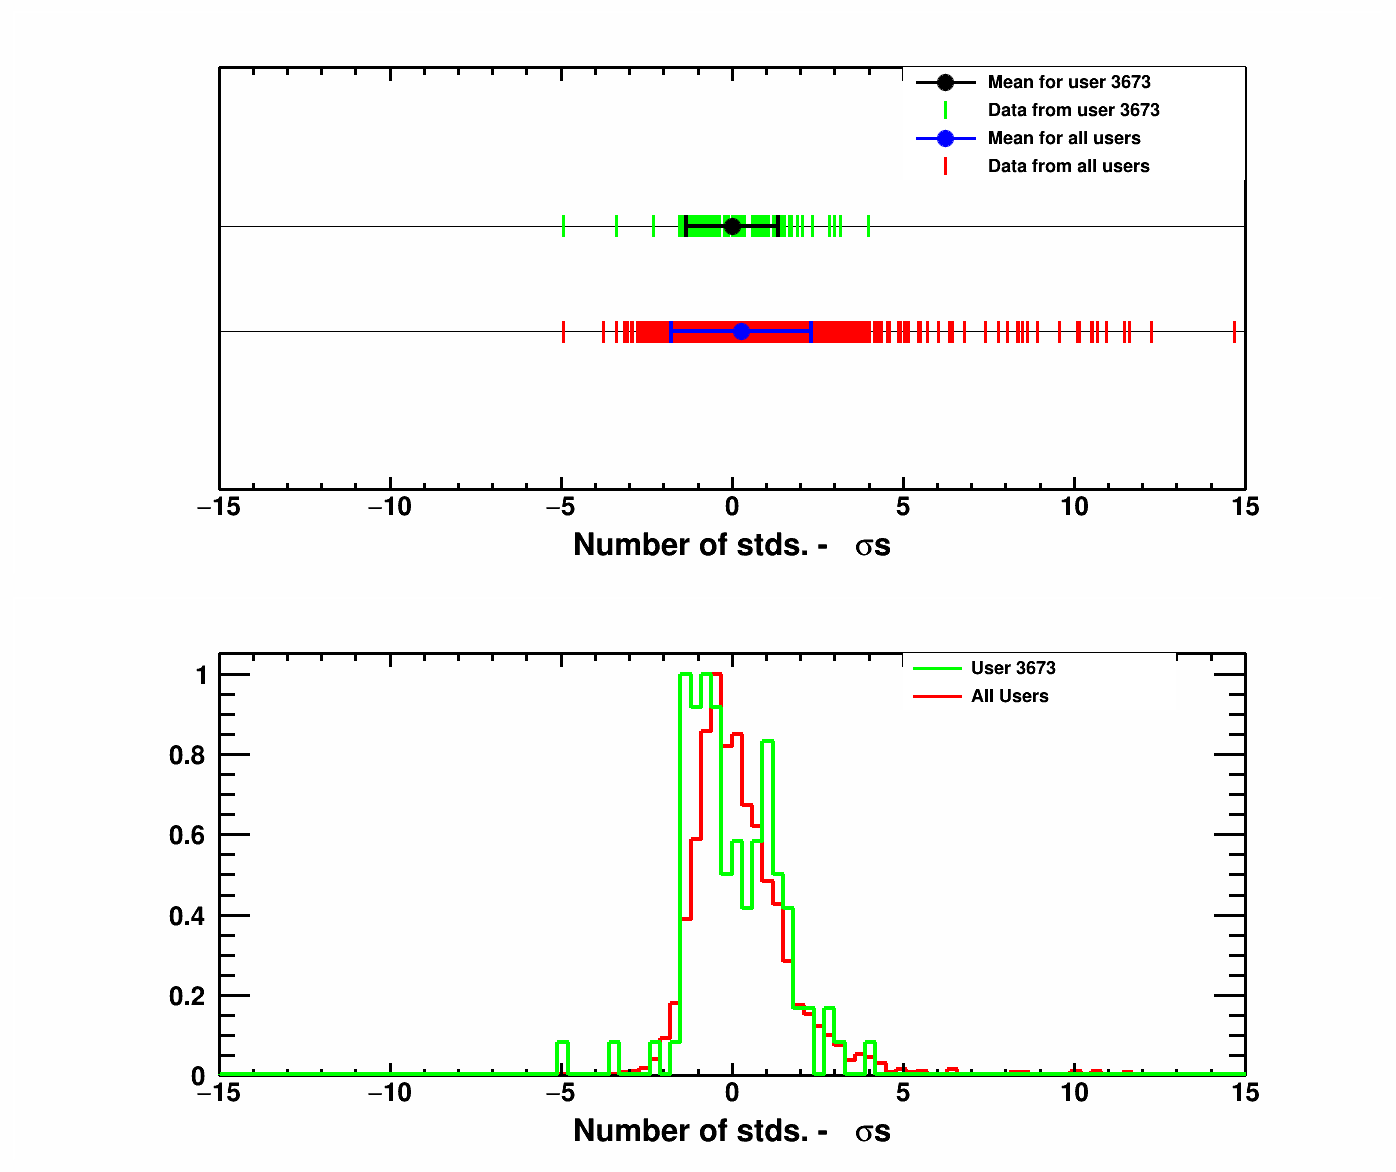 Mean for user 3673
Data from user 3673
Mean for all users
Data from all users
−15 −10 −5 0 5 10 15
Number of stds. - σs
User 3673
All Users
1
0.8
0.6
0.4
0.2
0
−15 −10 −5 0 5 10 15
Number of stds. - σs